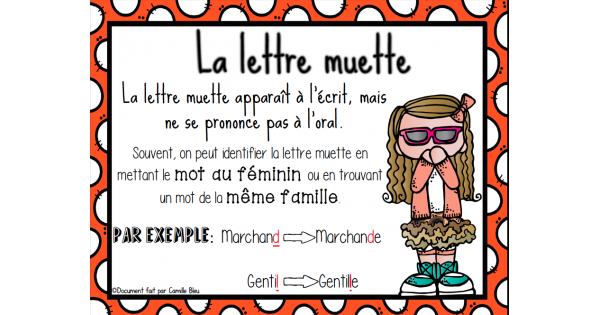 La lettre muette
La lettre muette apparaît à l'écrit, mais
ne se prononce pas à l'oral.
Souvent, on peut identifier la lettre muette en
mettant le mot au féminin ou en trouvant
un mot de la même famille.
PAR EXEMPLE: Marchand Marchande
Gentil Gentille
©Document fait par Camille Bleu